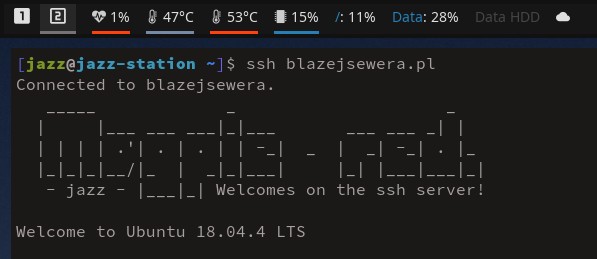 1 2 1% 47°C 53°C 15% /: 11% Data: 28% Data HDD
[jazz@jazz-station ~]$ ssh blazejsewera.pl
Connected to blazejsewera.
- jazz - |___|_| Welcomes on the ssh server!
Welcome to Ubuntu 18.04.4 LTS